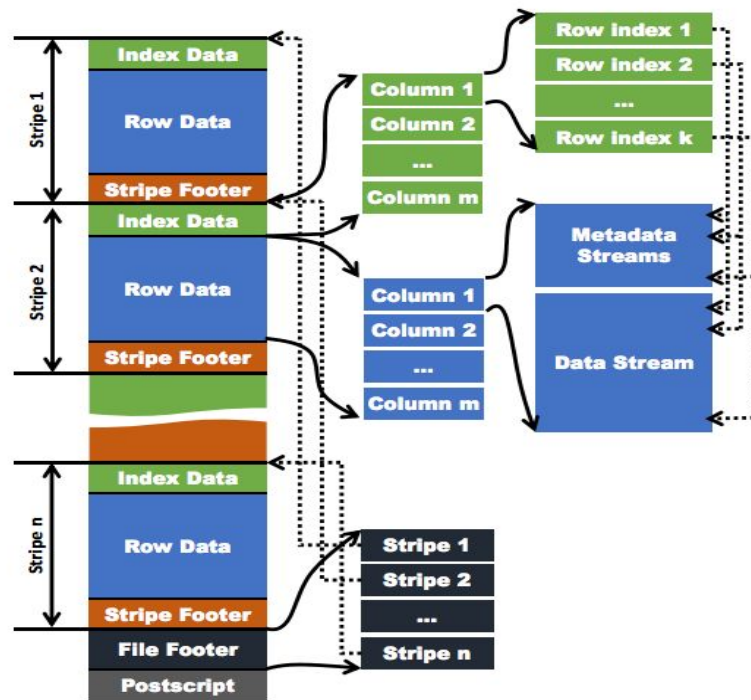 Stripe 1
Index Data
Row Data
Stripe Footer
Stripe 2
Index Data
Row Data
Stripe Footer
Stripe n
Index Data
Row Data
Stripe Footer
File Footer
Postscript
Column 1
Column 2
...
Column m
Row index 1
Row index 2
...
Row index k
Column 1
Column 2
...
Column m
Metadata
Streams
Data Stream
Stripe 1
Stripe 2
...
Stripe n